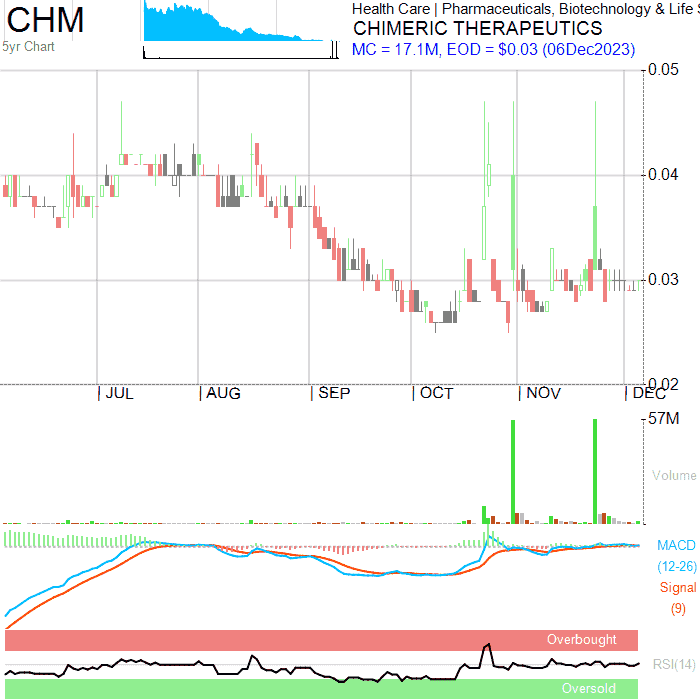 CHM
5yr Chart
Health Care | Pharmaceuticals, Biotechnology & Life S
CHIMERIC THERAPEUTICS
MC = 17.1M, EOD = $0.03 (06Dec2023)
0.05
0.04
0.03
0.02
| JUL | AUG | SEP | OCT | NOV | DEC
57M
Volume
MACD
(12-26)
Signal
(9)
Overbought
RSI(14)
Oversold